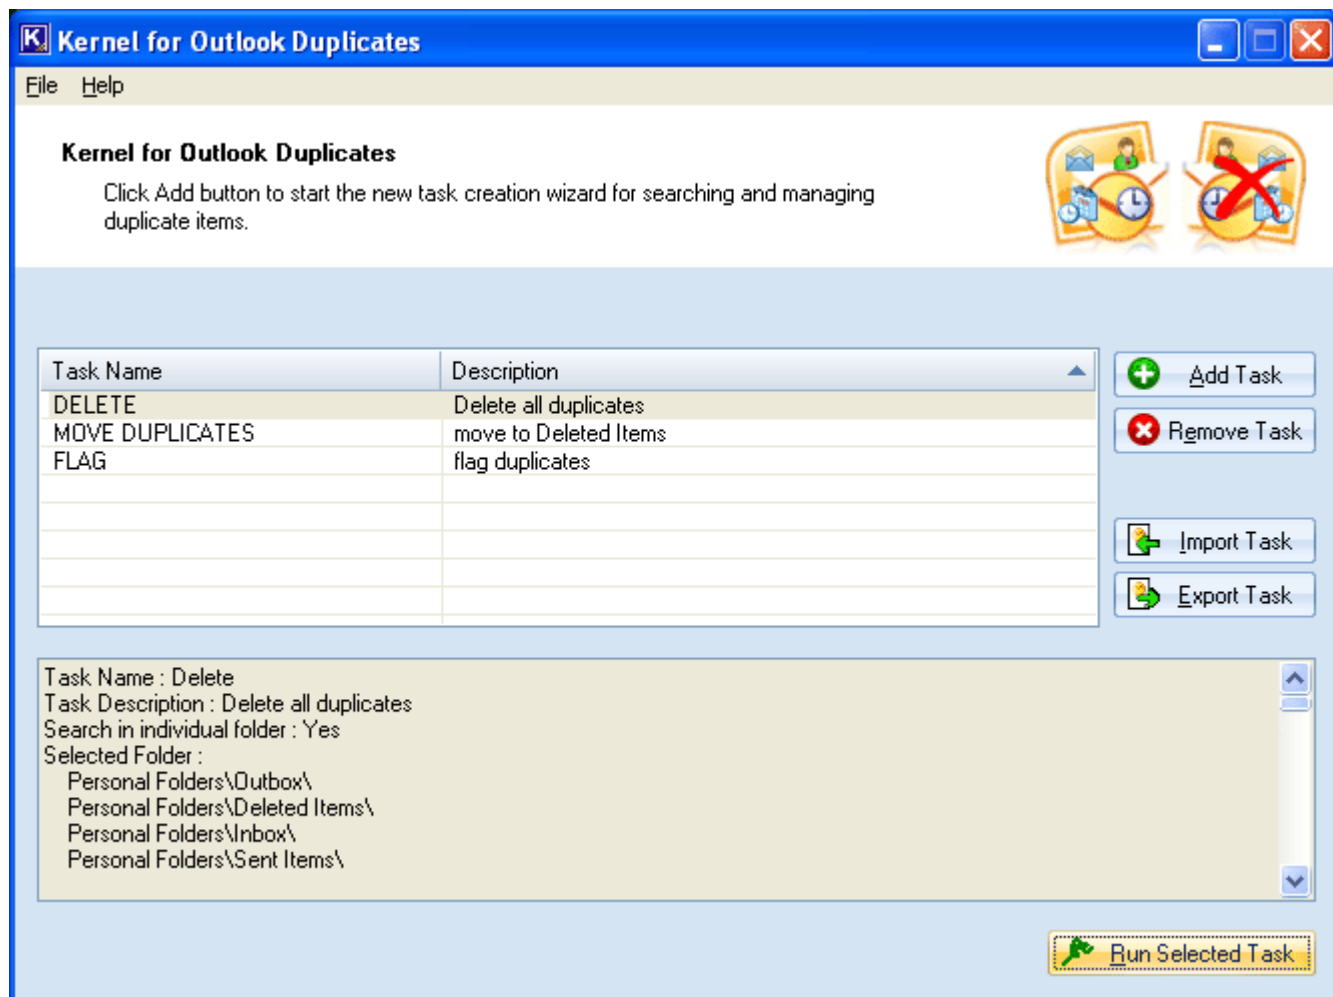 K Kernel for Outlook Duplicates
File Help
Kernel for Outlook Duplicates
Click Add button to start the new task creation wizard for searching and managing
duplicate items.
Task Name Description
DELETE Delete all duplicates
MOVE DUPLICATES move to Deleted Items
FLAG flag duplicates
Add Task
Remove Task
Import Task
Export Task
Task Name : Delete
Task Description : Delete all duplicates
Search in individual folder : Yes
Selected Folder :
Personal Folders\Outbox\
Personal Folders\Deleted Items\
Personal Folders\Inbox\
Personal Folders\Sent Items\
Run Selected Task